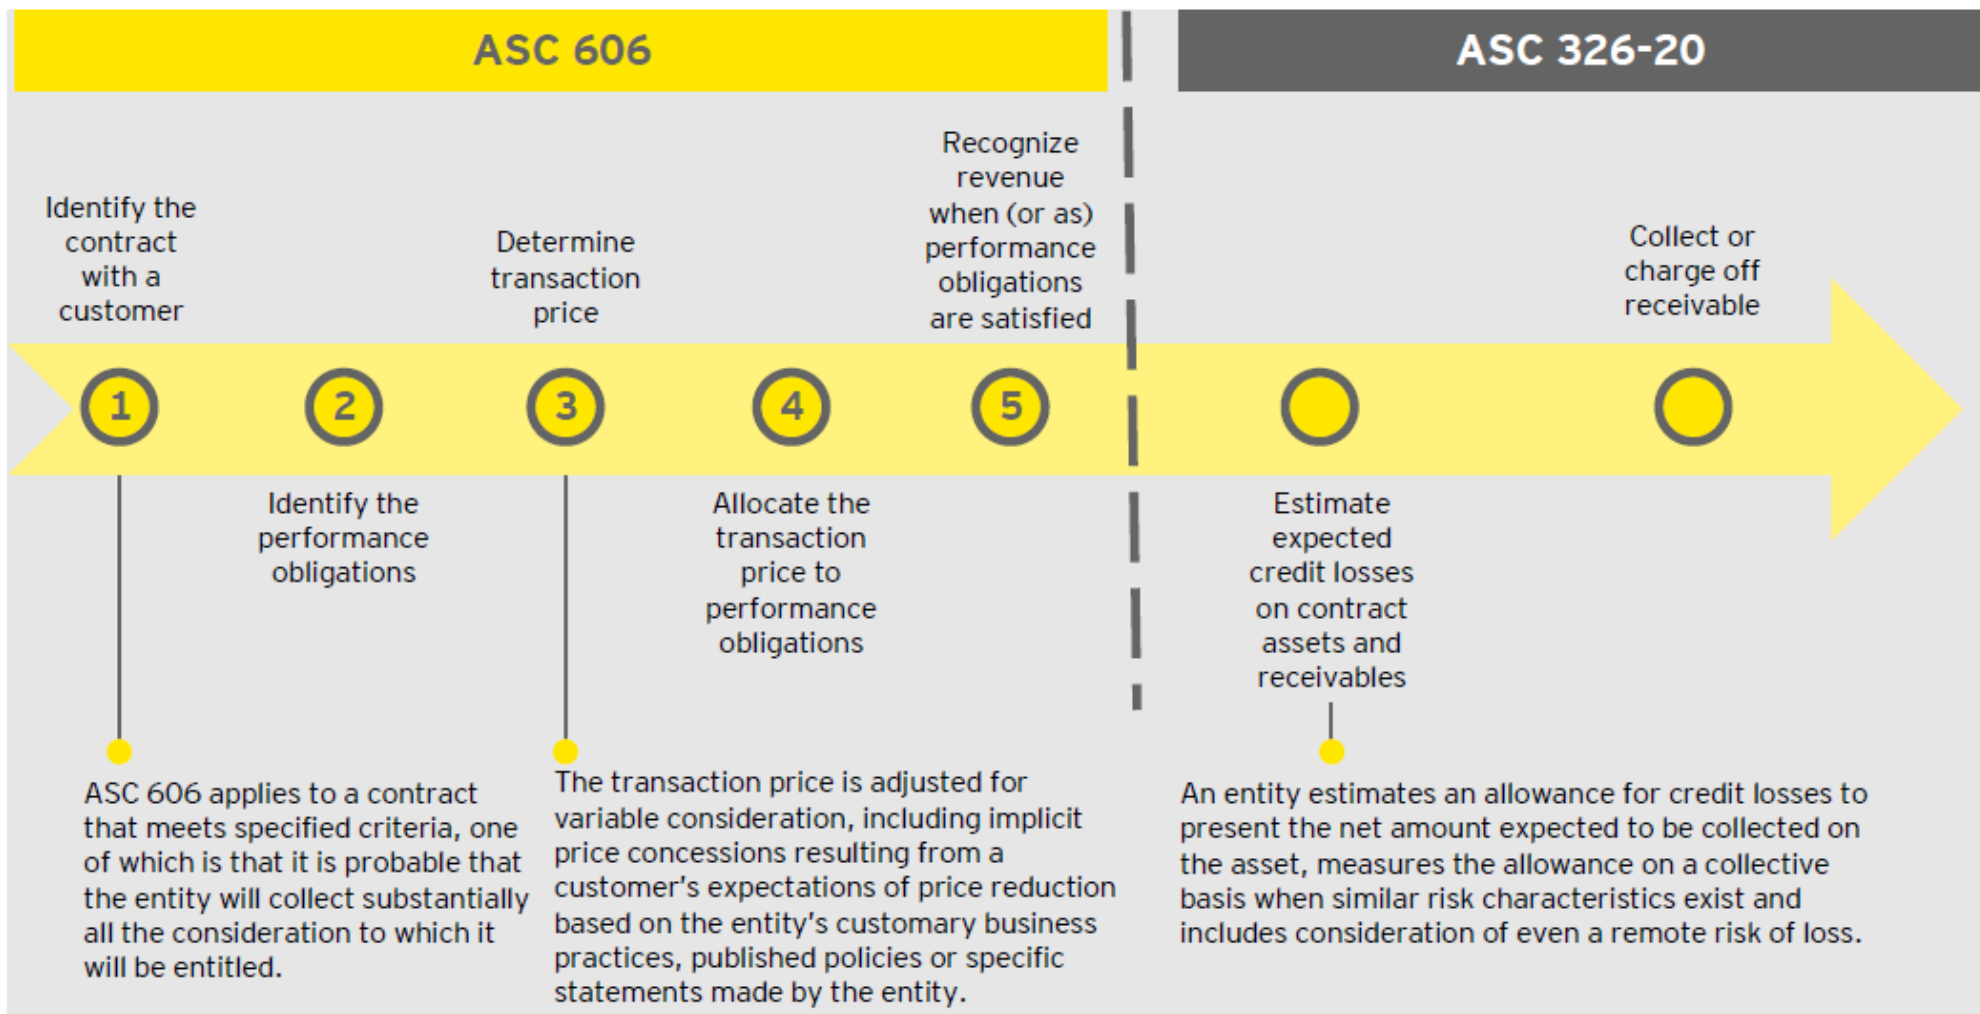 ASC 606
ASC 326-20
Identify the
contract
with a
customer
1
Identify the
performance
obligations
2
Determine
transaction
price
3
Allocate the
transaction
price to
performance
obligations
4
Recognize
revenue
when (or as)
performance
obligations
are satisfied
5
Estimate
expected
credit losses
on contract
assets and
receivables
Collect or
charge off
receivable
ASC 606 applies to a contract
that meets specified criteria, one
of which is that it is probable that
the entity will collect substantially
all the consideration to which it
will be entitled.
The transaction price is adjusted for
variable consideration, including implicit
price concessions resulting from a
customer's expectations of price reduction
based on the entity's customary business
practices, published policies or specific
statements made by the entity.
An entity estimates an allowance for credit losses to
present the net amount expected to be collected on
the asset, measures the allowance on a collective
basis when similar risk characteristics exist and
includes consideration of even a remote risk of loss.